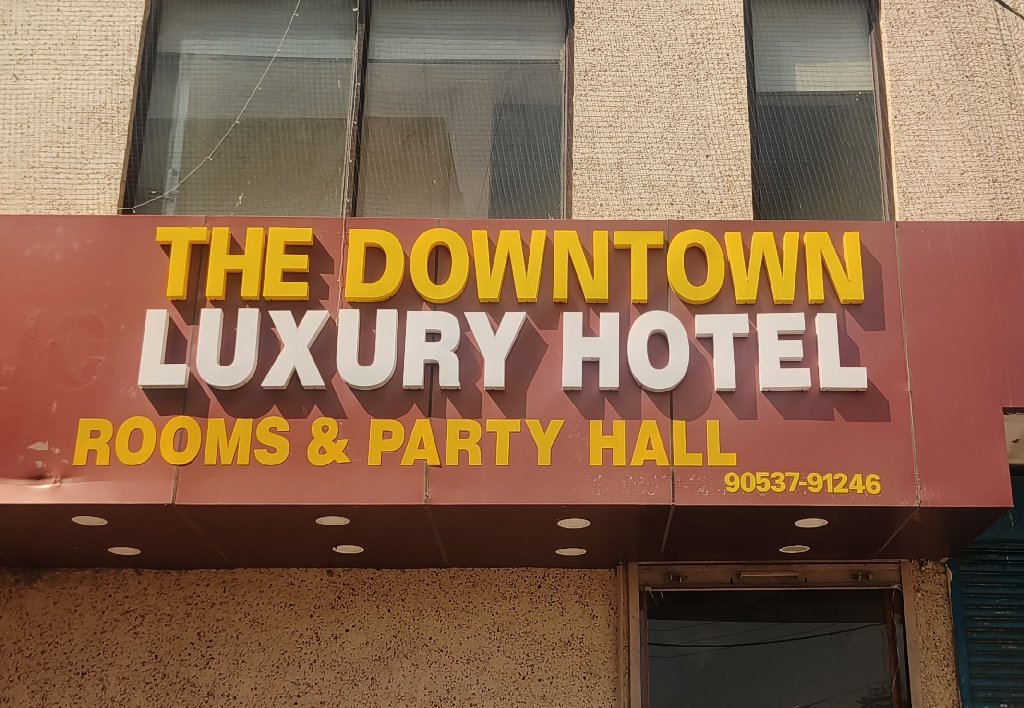 THE DOWNTOWN
LUXURY HOTEL
ROOMS & PARTY HALL
90537-91246